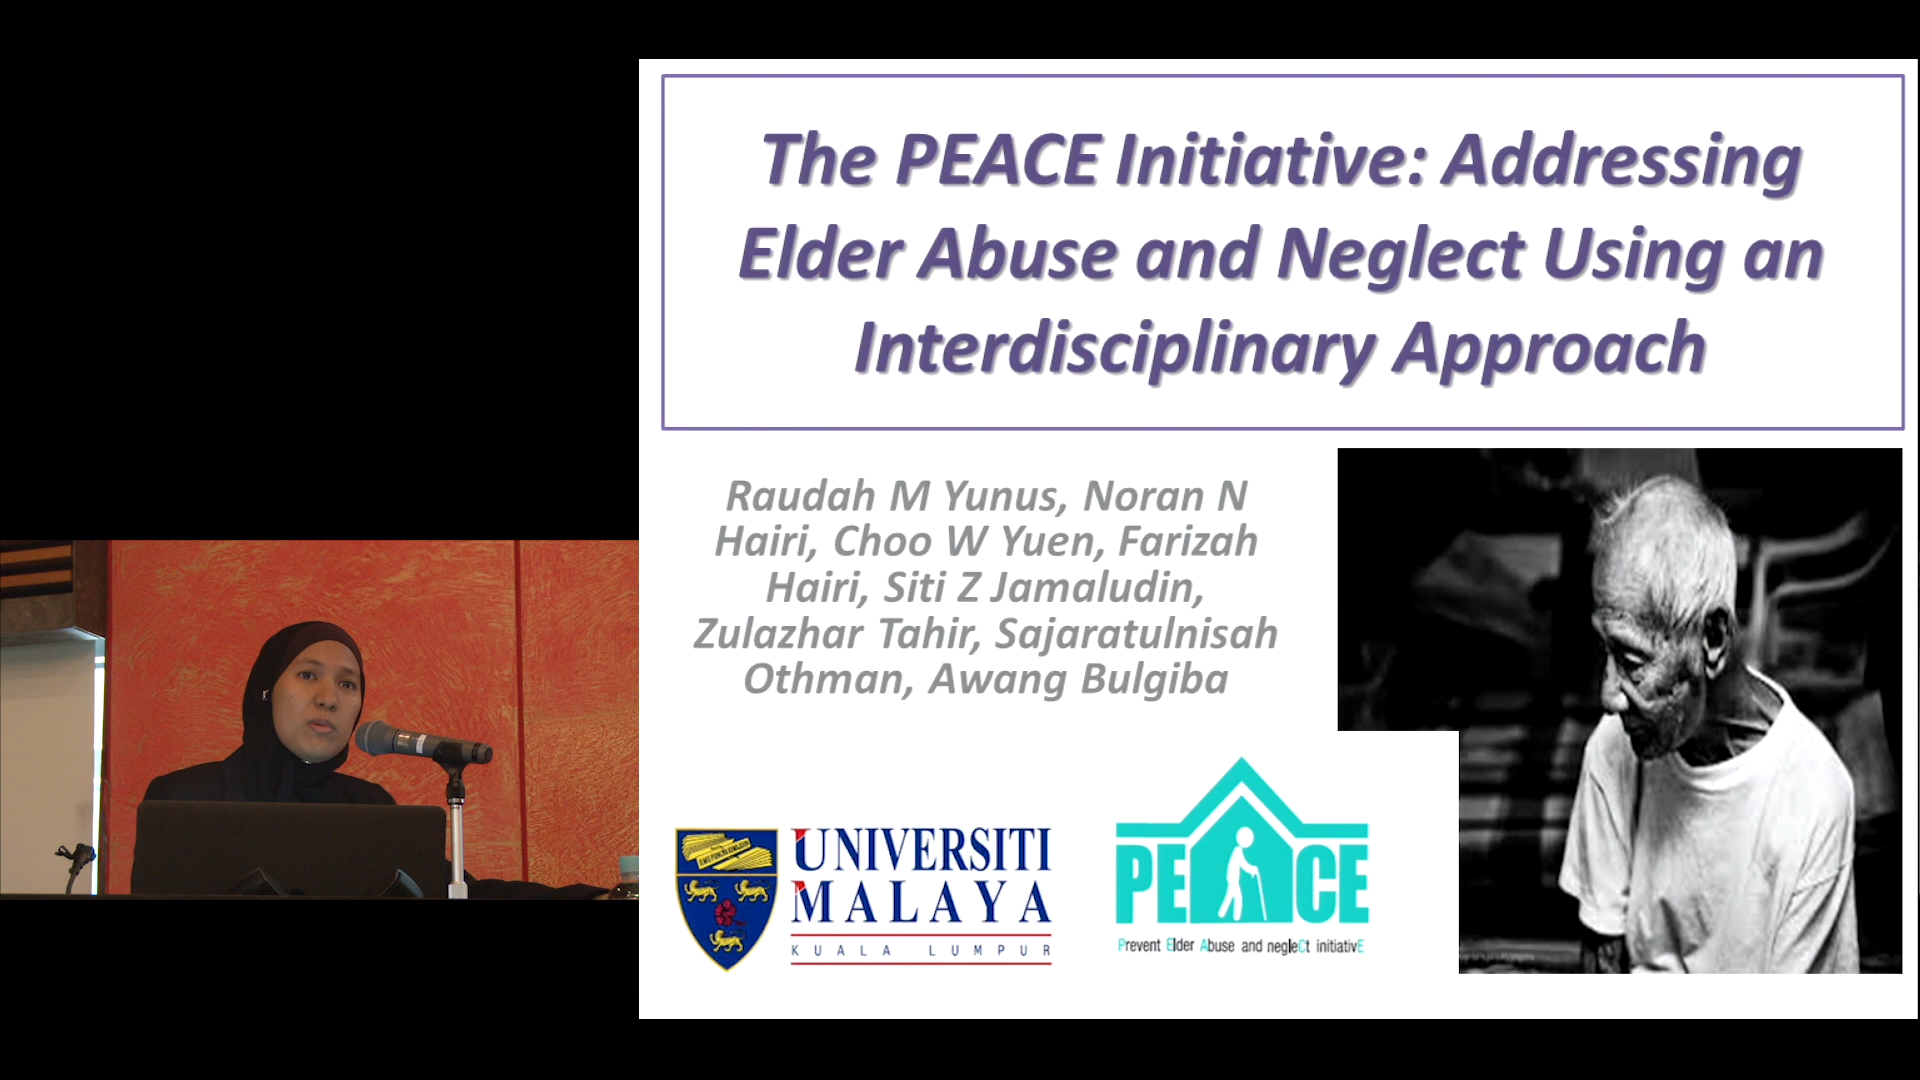 The PEACE Initiative: Addressing
Elder Abuse and Neglect Using an
Interdisciplinary Approach
Raudah M Yunus, Noran N
Hairi, Choo W Yuen, Farizah
Hairi, Siti Z Jamaludin,
Zulazhar Tahir, Sajaratulnisah
Othman, Awang Bulgiba
UNIVERSITI
MALAYA
KUALA LUMPUR
PEACE
Prevent Elder Abuse and negleCt initiativE